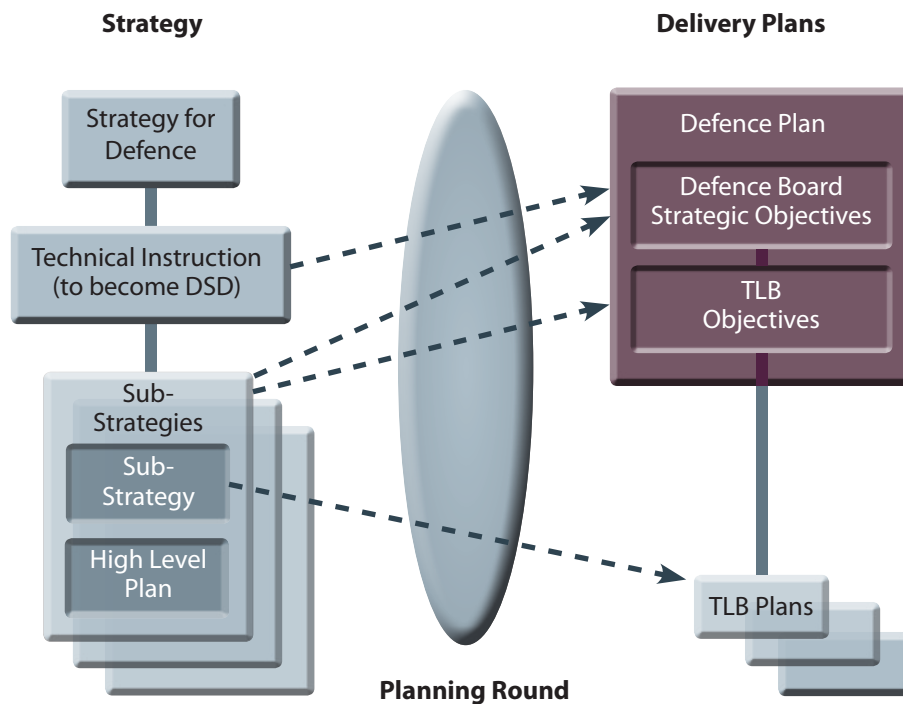 Strategy
Delivery Plans
Strategy for
Defence
Technical Instruction
(to become DSD)
Sub-
Strategies
Sub-
Strategy
High Level
Plan
Planning Round
Defence Plan
Defence Board
Strategic Objectives
TLB
Objectives
TLB Plans